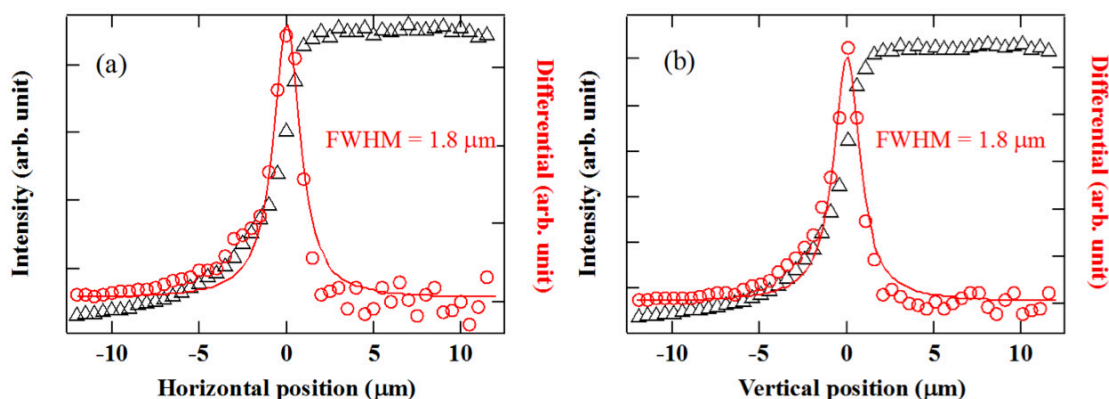 (a)
FWHM = 1.8 μm
Intensity (arb. unit)
Differential (arb. unit)
-10 -5 0 5 10
Horizontal position (μm)
(b)
FWHM = 1.8 μm
Intensity (arb. unit)
Differential (arb. unit)
-10 -5 0 5 10
Vertical position (μm)